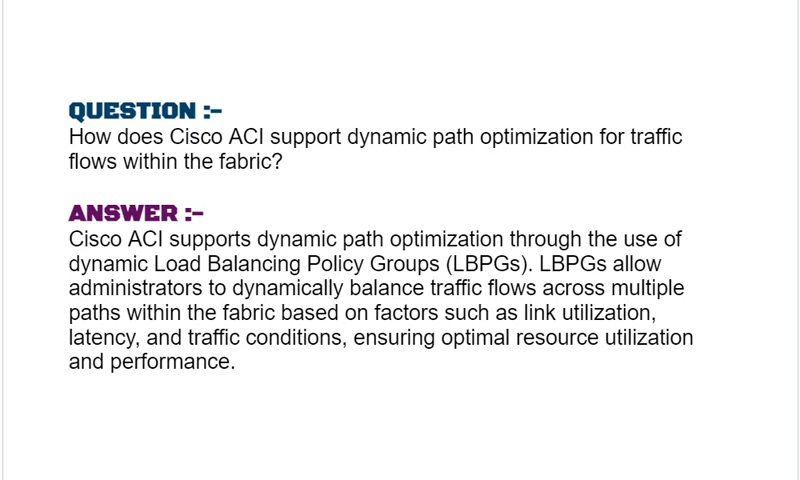 QUESTION :-
How does Cisco ACI support dynamic path optimization for traffic
flows within the fabric?
ANSWER :-
Cisco ACI supports dynamic path optimization through the use of
dynamic Load Balancing Policy Groups (LBPGs). LBPGs allow
administrators to dynamically balance traffic flows across multiple
paths within the fabric based on factors such as link utilization,
latency, and traffic conditions, ensuring optimal resource utilization
and performance.